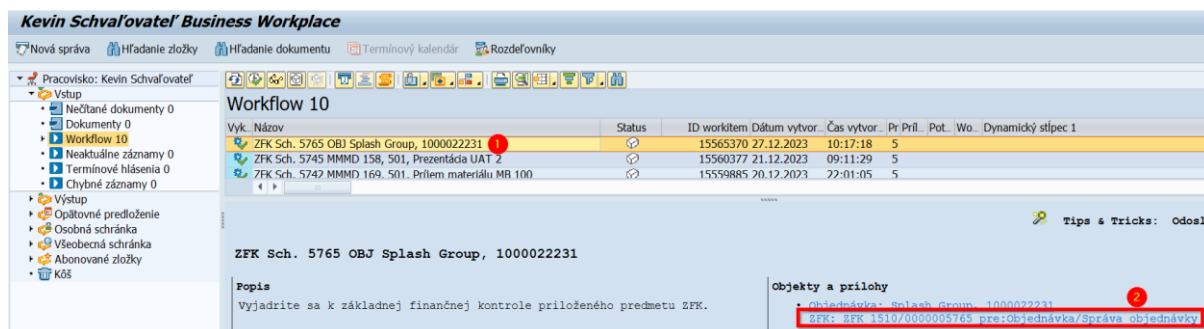 Kevin Schvaľovateľ Business Workplace
Nová správa Hľadanie zložky Hľadanie dokumentu Termínový kalendár Rozdeľovníky
Pracovisko: Kevin Schvaľovateľ
Vstup
Nečítané dokumenty 0
Dokumenty 0
Workflow 10
Neaktuálne záznamy 0
Termínové hlásenia 0
Chybné záznamy 0
Výstup
Opätovné predloženie
Osobná schránka
Všeobecná schránka
Abonované zložky
Kôš
Workflow 10
Vyk... Názov Status ID workitem Dátum vytvor... Čas vytvor... Pr Príl... Pot... Wo... Dynamický stĺpec 1
ZFK Sch. 5765 OBJ Splash Group, 1000022231 1 15565370 27.12.2023 10:17:18 5
ZFK Sch. 5745 MMMD 158, 501, Prezentácia UAT 2 15560377 21.12.2023 09:11:29 5
ZFK Sch. 5742 MMMD 169, 501, Príjem materiálu MB 100 15559885 20.12.2023 22:01:05 5
Tips & Tricks: Odosl
ZFK Sch. 5765 OBJ Splash Group, 1000022231
Popis
Vyjadrite sa k základnej finančnej kontrole priloženého predmetu ZFK.
Objekty a prílohy
2
Objednávka: Splash Group, 1000022231
ZFK: ZFK 1510/0000005765 pre:Objednávka/Správa objednávky